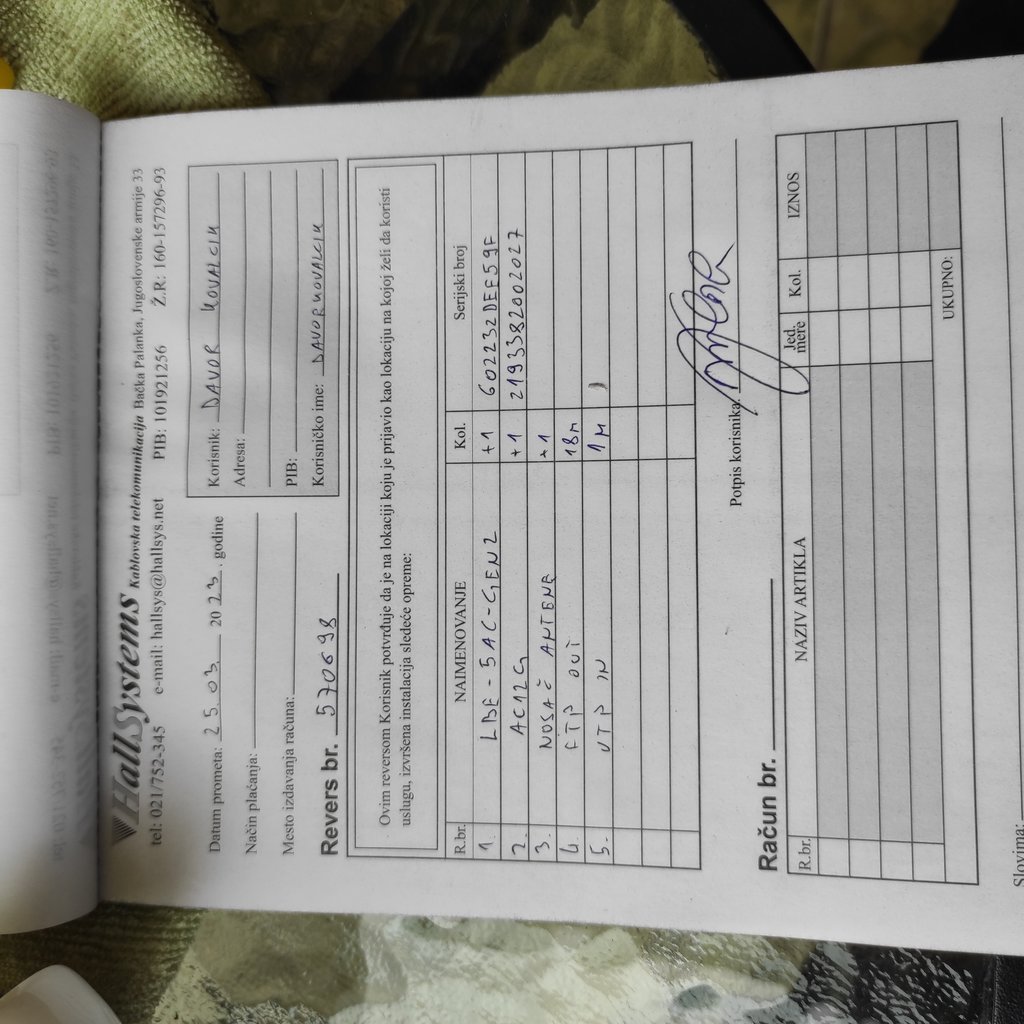 HallSystems Kablovska telekomunikacija Bačka Palanka, Jugoslovenske armije 33
tel: 021/752-345 e-mail: hallsys@hallsys.net PIB: 101921256 Ž.R: 160-157296-93
Datum prometa: 25.03. 2023. godine
Način plaćanja:
Mesto izdavanja računa:
Revers br. 570698
Korisnik: DAVOR KOVALCIK
Adresa:
PIB:
Korisničko ime: DAVORKOVALCIK
Ovim reversom Korisnik potvrđuje da je na lokaciji koju je prijavio kao lokaciju na kojoj želi da koristi
uslugu, izvršena instalacija sledeće opreme:
R.br. NAIMENOVANJE Kol. Serijski broj
1. LBE-5AC-GEN2 +1 602232DEF59F
2. AC12G +1 2193382002027
3. NOSAČ ANTENE +1
4. FTP OUT 18m
5. UTP IN 1M
Potpis korisnika:
Račun br.
R.br. NAZIV ARTIKLA Jed. mere Kol. IZNOS
UKUPNO:
Slovima: